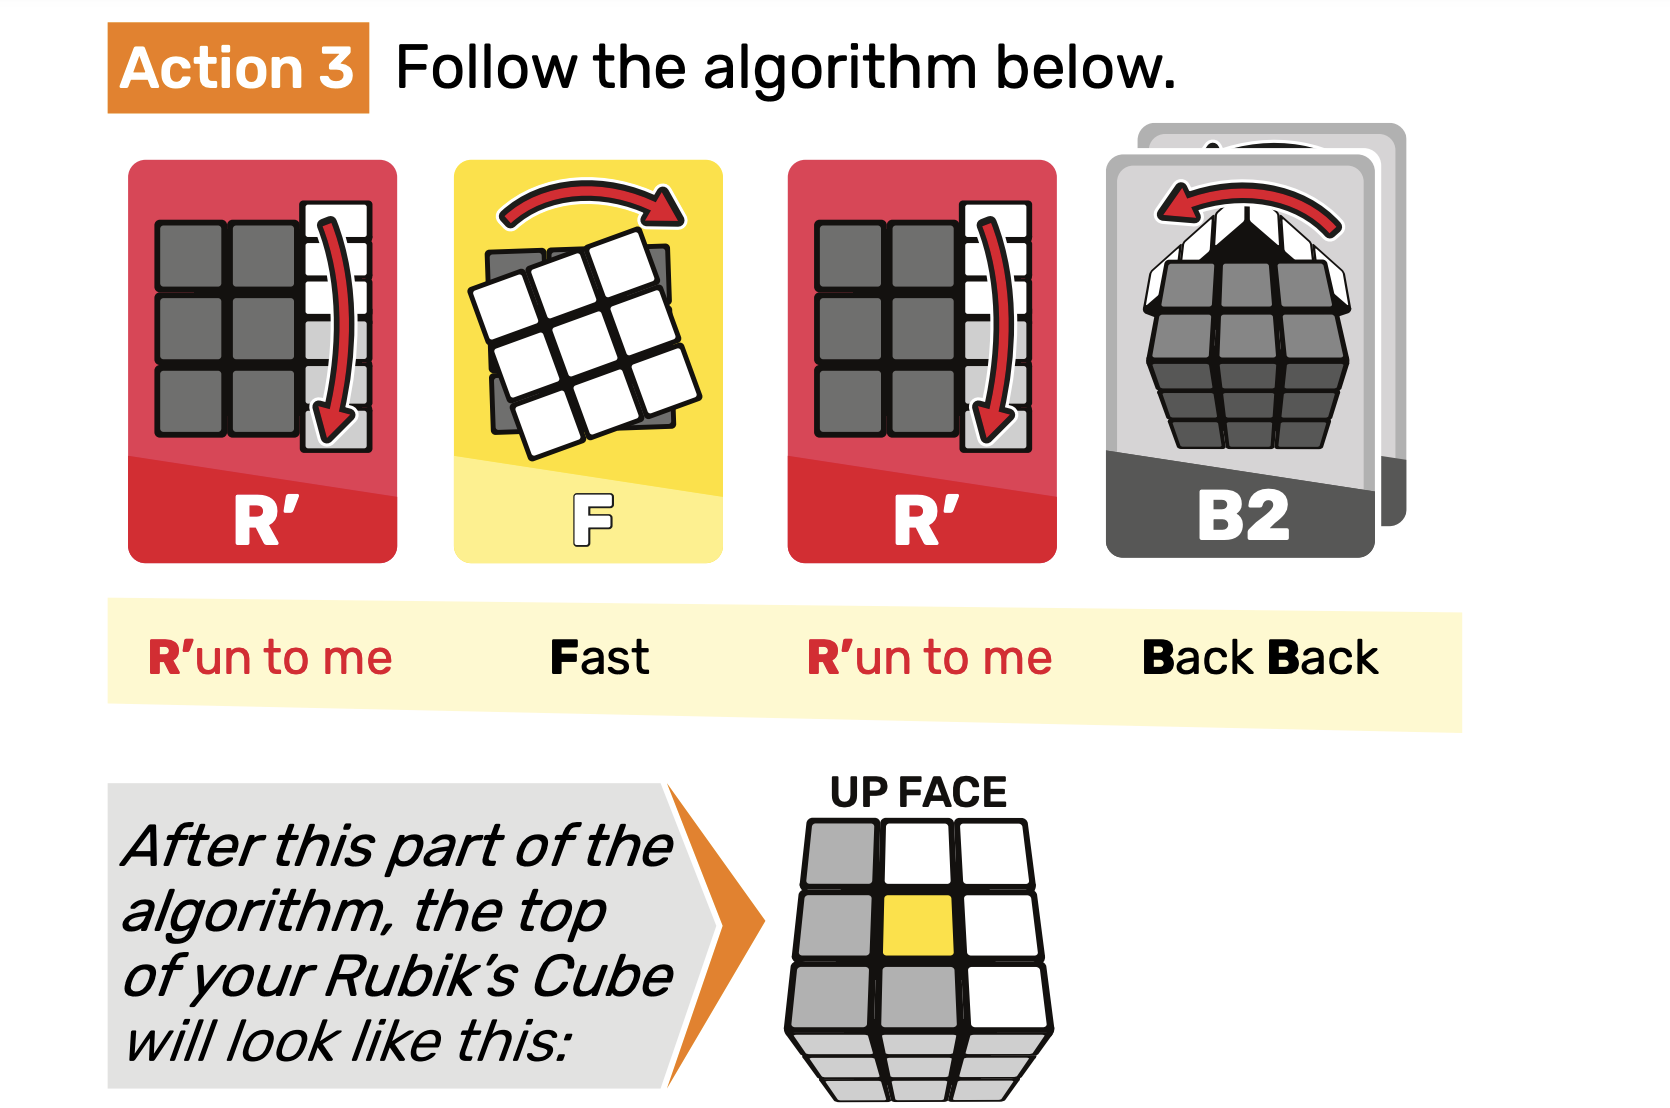 Action 3 Follow the algorithm below.
R’ F R’ B2
R’un to me Fast R’un to me Back Back
UP FACE
After this part of the
algorithm, the top
of your Rubik’s Cube
will look like this: